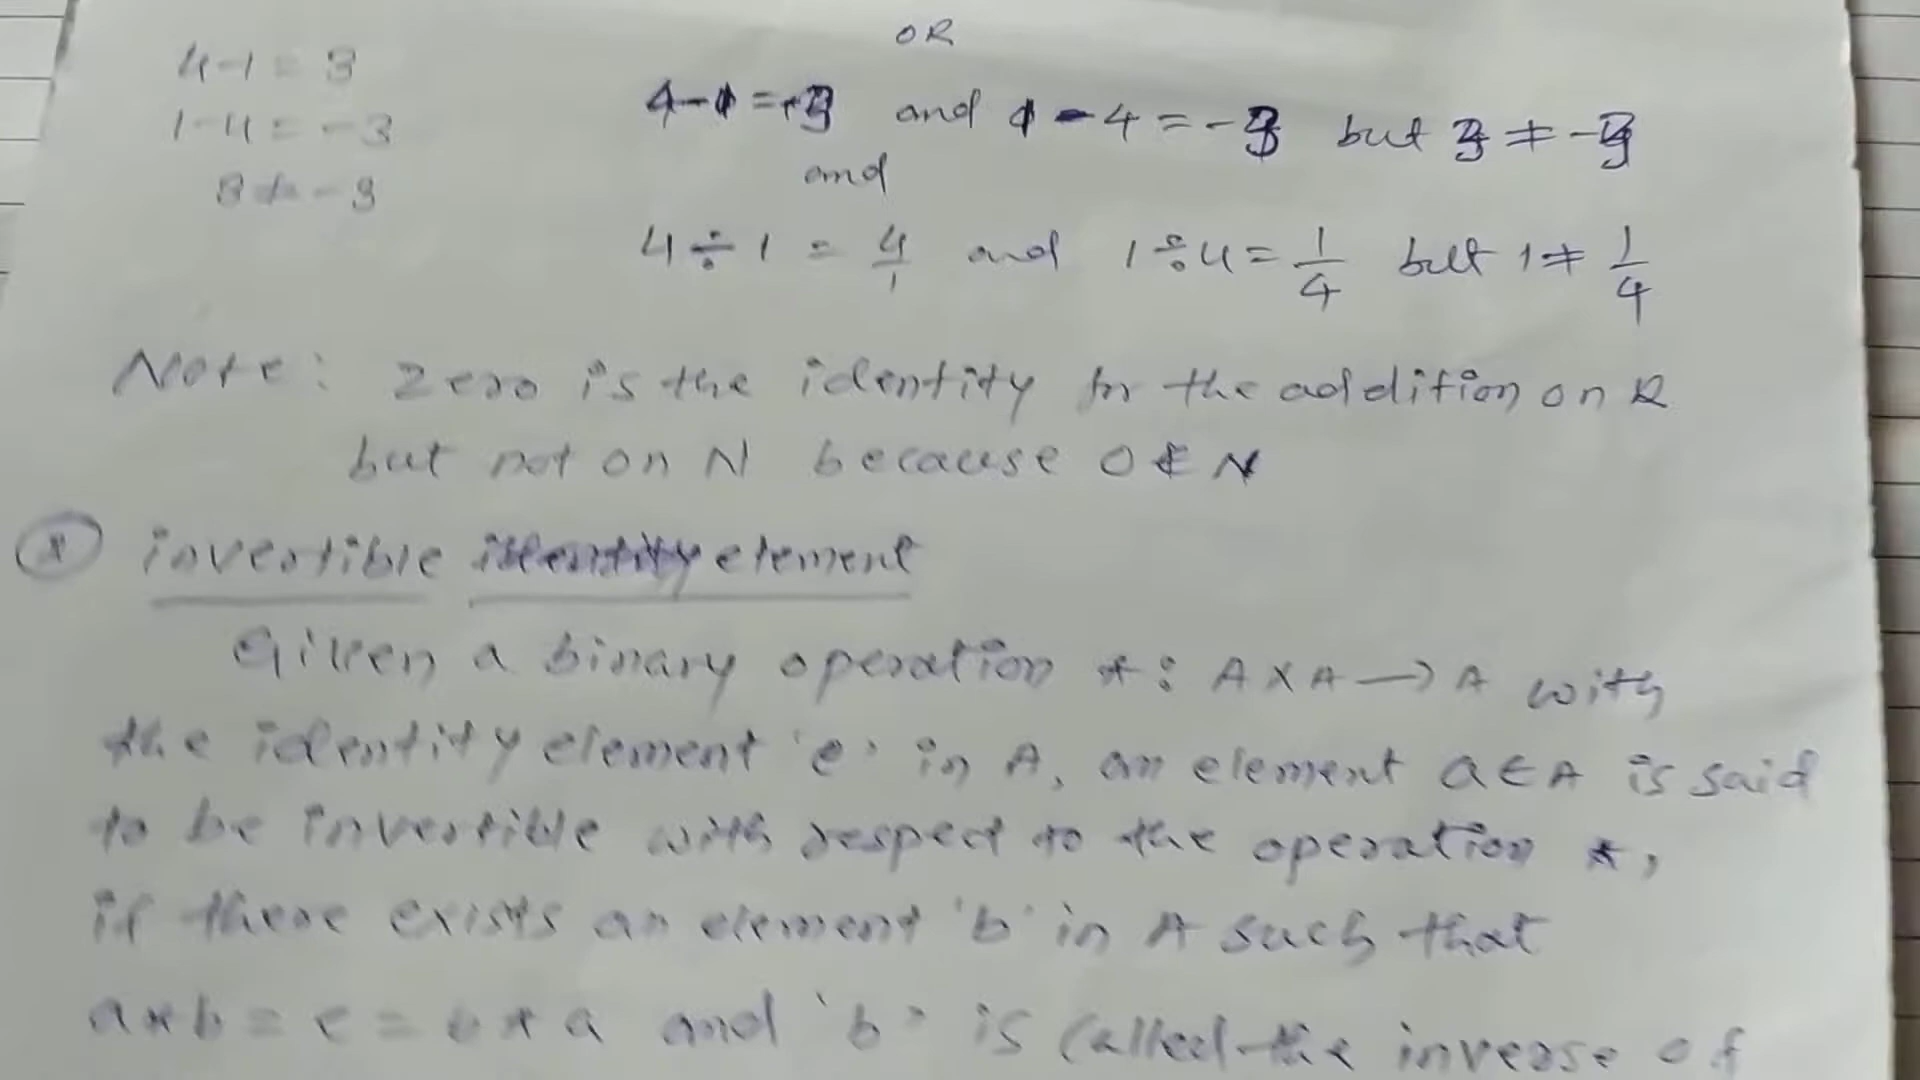 OR
4-1 = 3
1-4 = -3
3 ≠ -3
4-1 = +3 and 1-4 = -3 but 3 ≠ -3
and
4 ÷ 1 = 4/1 and 1 ÷ 4 = 1/4 but 1 ≠ 1/4
Note: Zero is the identity for the addition on R
but not on N because 0 ∉ N
* invertible identity element
Given a binary operation *: A×A → A with
the identity element 'e' in A, an element a ∈ A is said
to be invertible with respect to the operation *,
if there exists an element 'b' in A such that
a*b = e = b*a and 'b' is called the inverse of